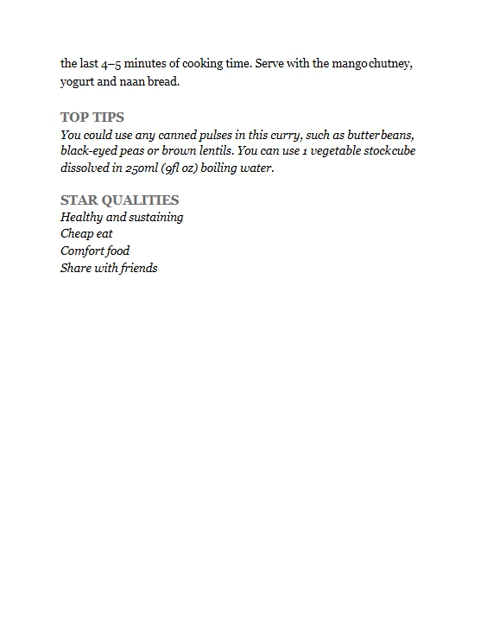 the last 4–5 minutes of cooking time. Serve with the mango chutney,
yogurt and naan bread.
TOP TIPS
You could use any canned pulses in this curry, such as butter beans,
black-eyed peas or brown lentils. You can use 1 vegetable stock cube
dissolved in 250ml (9fl oz) boiling water.
STAR QUALITIES
Healthy and sustaining
Cheap eat
Comfort food
Share with friends